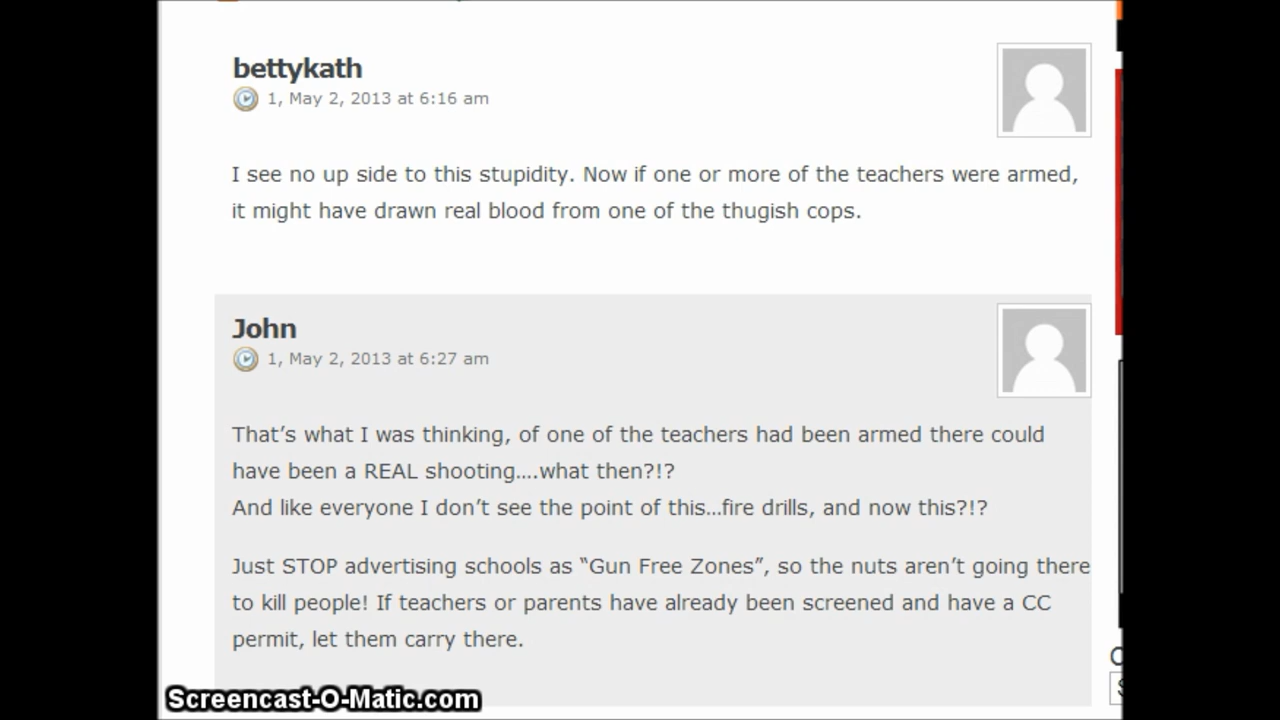 bettykath
1, May 2, 2013 at 6:16 am
I see no up side to this stupidity. Now if one or more of the teachers were armed,
it might have drawn real blood from one of the thugish cops.
John
1, May 2, 2013 at 6:27 am
That’s what I was thinking, of one of the teachers had been armed there could
have been a REAL shooting....what then?!?
And like everyone I don’t see the point of this…fire drills, and now this?!?
Just STOP advertising schools as “Gun Free Zones”, so the nuts aren’t going there
to kill people! If teachers or parents have already been screened and have a CC
permit, let them carry there.
Screencast-O-Matic.com